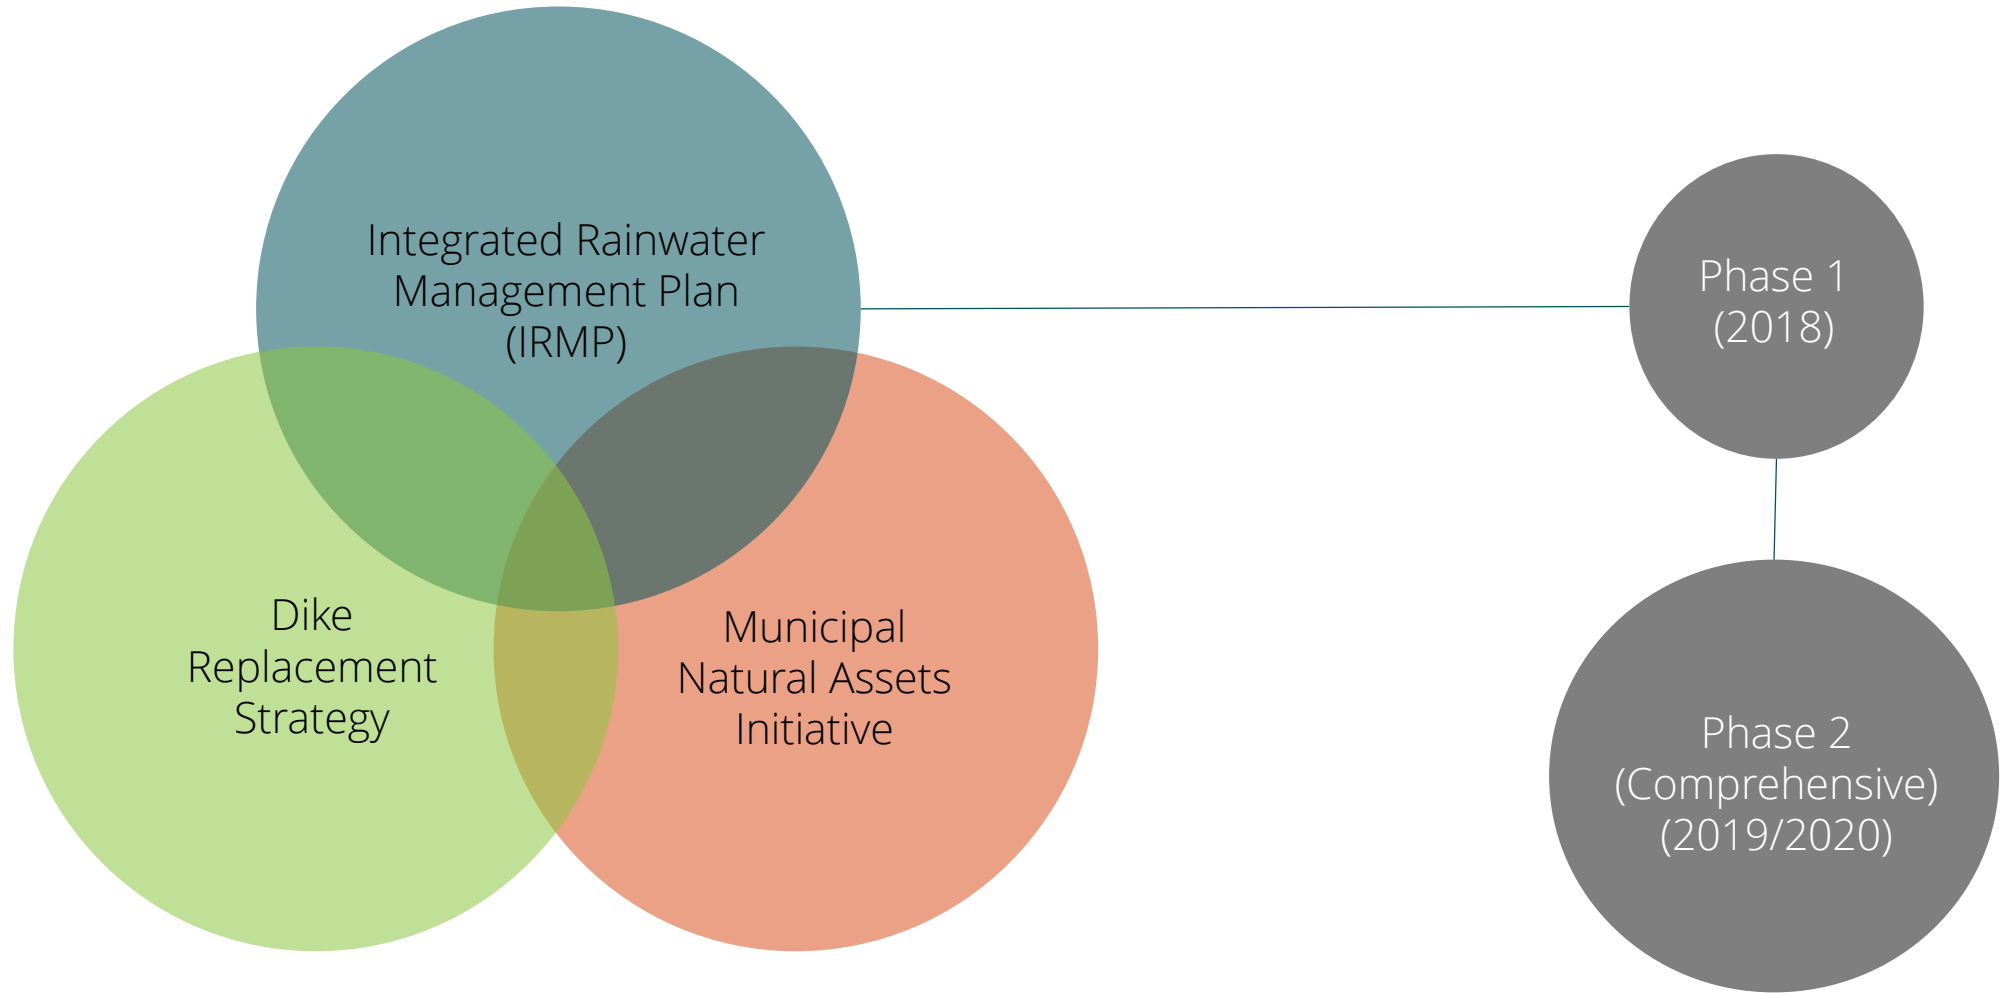 Integrated Rainwater
Management Plan
(IRMP)
Dike
Replacement
Strategy
Municipal
Natural Assets
Initiative
Phase 1
(2018)
Phase 2
(Comprehensive)
(2019/2020)